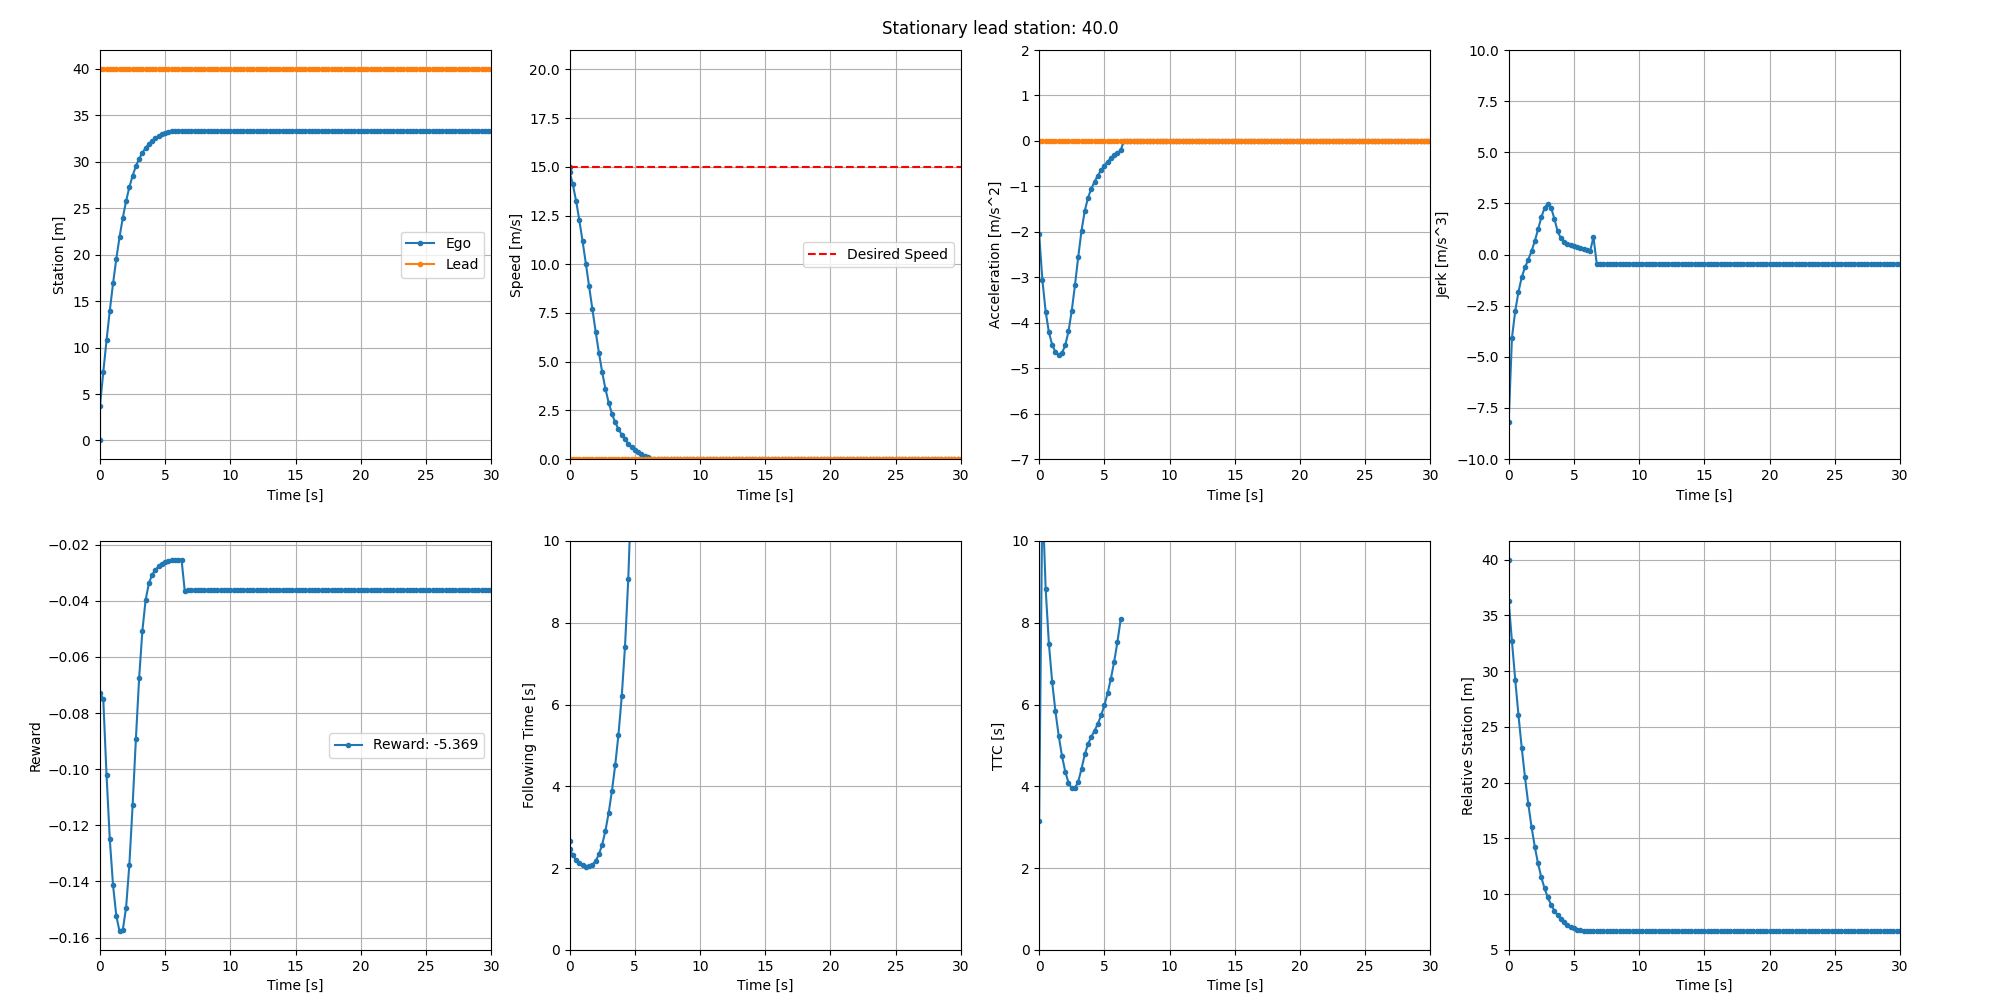 Stationary lead station: 40.0
Station [m]
40
35
30
25
20
15
10
5
0
Ego
Lead
0 5 10 15 20 25 30
Time [s]
Speed [m/s]
20.0
17.5
15.0
12.5
10.0
7.5
5.0
2.5
0.0
Desired Speed
0 5 10 15 20 25 30
Time [s]
Acceleration [m/s^2]
2
1
0
−1
−2
−3
−4
−5
−6
−7
0 5 10 15 20 25 30
Time [s]
Jerk [m/s^3]
10.0
7.5
5.0
2.5
0.0
−2.5
−5.0
−7.5
−10.0
0 5 10 15 20 25 30
Time [s]
Reward
−0.02
−0.04
−0.06
−0.08
−0.10
−0.12
−0.14
−0.16
Reward: -5.369
0 5 10 15 20 25 30
Time [s]
Following Time [s]
10
8
6
4
2
0
0 5 10 15 20 25 30
Time [s]
TTC [s]
10
8
6
4
2
0
0 5 10 15 20 25 30
Time [s]
Relative Station [m]
40
35
30
25
20
15
10
5
0 5 10 15 20 25 30
Time [s]